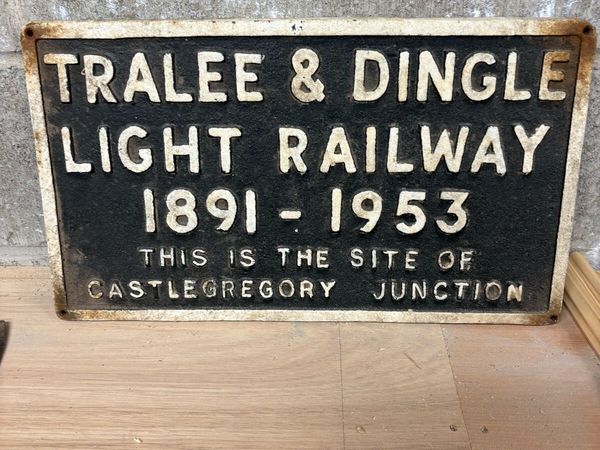 TRALEE & DINGLE
LIGHT RAILWAY
1891 - 1953
THIS IS THE SITE OF
CASTLEGREGORY JUNCTION